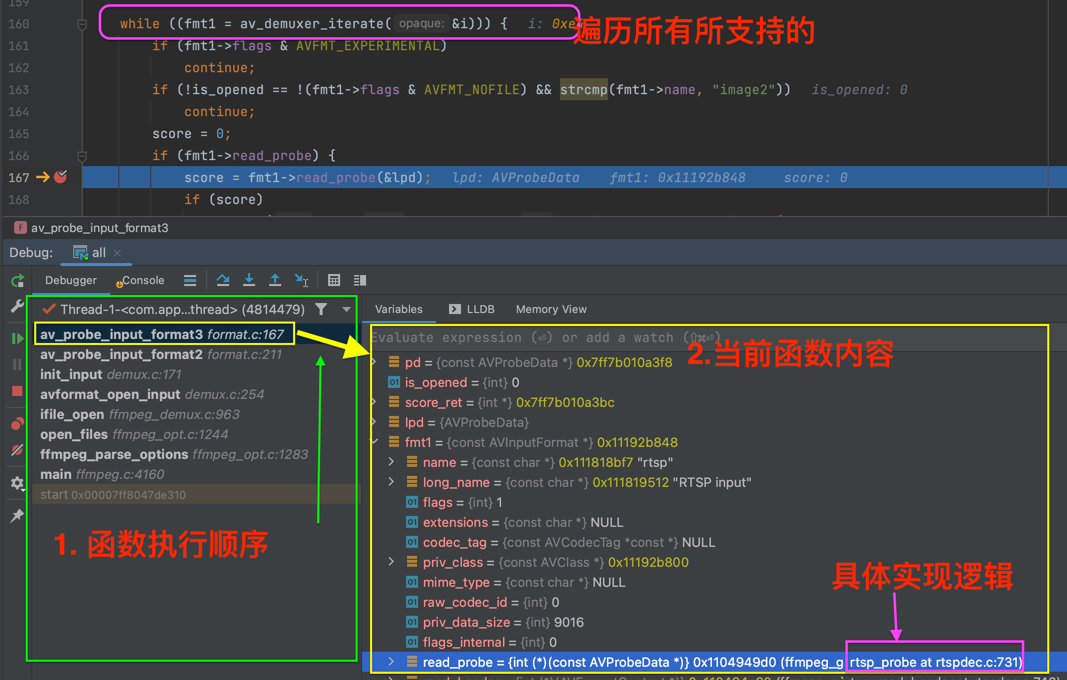 159
160 while ((fmt1 = av_demuxer_iterate( opaque: &i))) { i: 0xe
遍历所有所支持的
161 if (fmt1->flags & AVFMT_EXPERIMENTAL)
162 continue;
163 if (!is_opened == !(fmt1->flags & AVFMT_NOFILE) && strcmp(fmt1->name, "image2")) is_opened: 0
164 continue;
165 score = 0;
166 if (fmt1->read_probe) {
167 score = fmt1->read_probe(&lpd); lpd: AVProbeData fmt1: 0x11192b848 score: 0
168 if (score)
f av_probe_input_format3
Debug: all
Debugger Console
Thread-1-<com.app...thread> (4814479)
av_probe_input_format3 format.c:167
av_probe_input_format2 format.c:211
init_input demux.c:171
avformat_open_input demux.c:254
ifile_open ffmpeg_demux.c:963
open_files ffmpeg_opt.c:1244
ffmpeg_parse_options ffmpeg_opt.c:1283
main ffmpeg.c:4160
start 0x00007ff8047de310
1. 函数执行顺序
Variables LLDB Memory View
Evaluate expression (⏎) or add a watch (⇧⌘⏎)
2.当前函数内容
pd = {const AVProbeData *} 0x7ff7b010a3f8
is_opened = {int} 0
score_ret = {int *} 0x7ff7b010a3bc
lpd = {AVProbeData}
fmt1 = {const AVInputFormat *} 0x11192b848
name = {const char *} 0x111818bf7 "rtsp"
long_name = {const char *} 0x111819512 "RTSP input"
flags = {int} 1
extensions = {const char *} NULL
codec_tag = {const AVCodecTag *const *} NULL
priv_class = {const AVClass *} 0x11192b800
mime_type = {const char *} NULL
raw_codec_id = {int} 0
priv_data_size = {int} 9016
flags_internal = {int} 0
具体实现逻辑
read_probe = {int (*)(const AVProbeData *)} 0x1104949d0 (ffmpeg_g rtsp_probe at rtspdec.c:731)